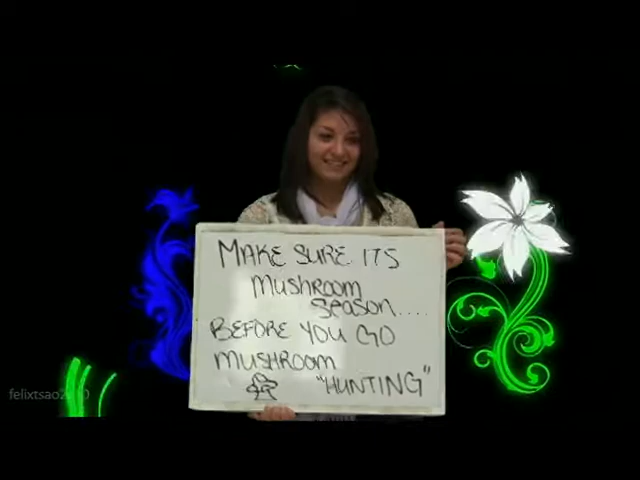 MAKE SURE ITS
MUSHROOM
SEASON....
BEFORE YOU GO
MUSHROOM
"HUNTING"